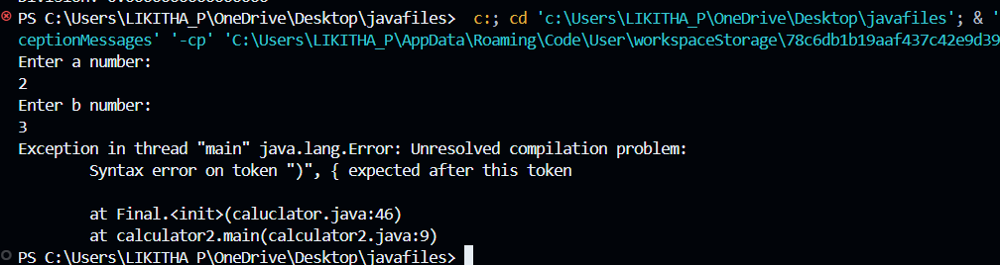 PS C:\Users\LIKITHA_P\OneDrive\Desktop\javafiles>  c:; cd 'c:\Users\LIKITHA_P\OneDrive\Desktop\javafiles'; & '
ceptionMessages' '-cp' 'C:\Users\LIKITHA_P\AppData\Roaming\Code\User\workspaceStorage\78c6db1b19aaf437c42e9d39
Enter a number:
2
Enter b number:
3
Exception in thread "main" java.lang.Error: Unresolved compilation problem:
        Syntax error on token ")", { expected after this token

        at Final.<init>(caluclator.java:46)
        at calculator2.main(calculator2.java:9)
PS C:\Users\LIKITHA_P\OneDrive\Desktop\javafiles>